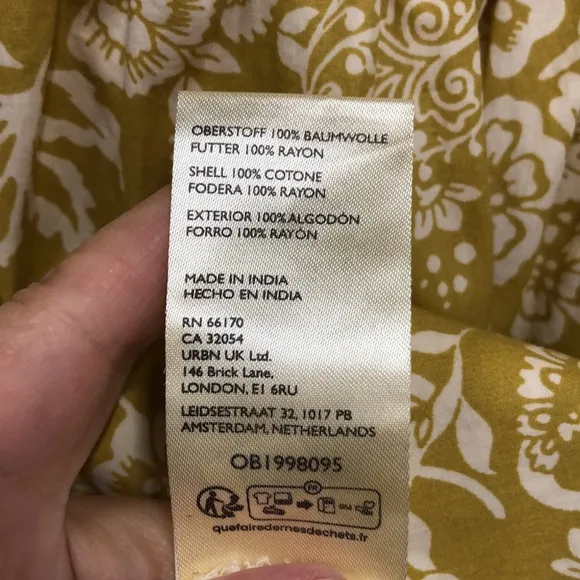 OBERSTOFF 100% BAUMWOLLE
FUTTER 100% RAYON
SHELL 100% COTONE
FODERA 100% RAYON
EXTERIOR 100% ALGODÓN
FORRO 100% RAYÓN
MADE IN INDIA
HECHO EN INDIA
RN 66170
CA 32054
URBN UK Ltd.
146 Brick Lane,
LONDON, E1 6RU
LEIDSESTRAAT 32, 1017 PB
AMSTERDAM, NETHERLANDS
OB1998095
FR
ou
quefairedemesdechets.fr